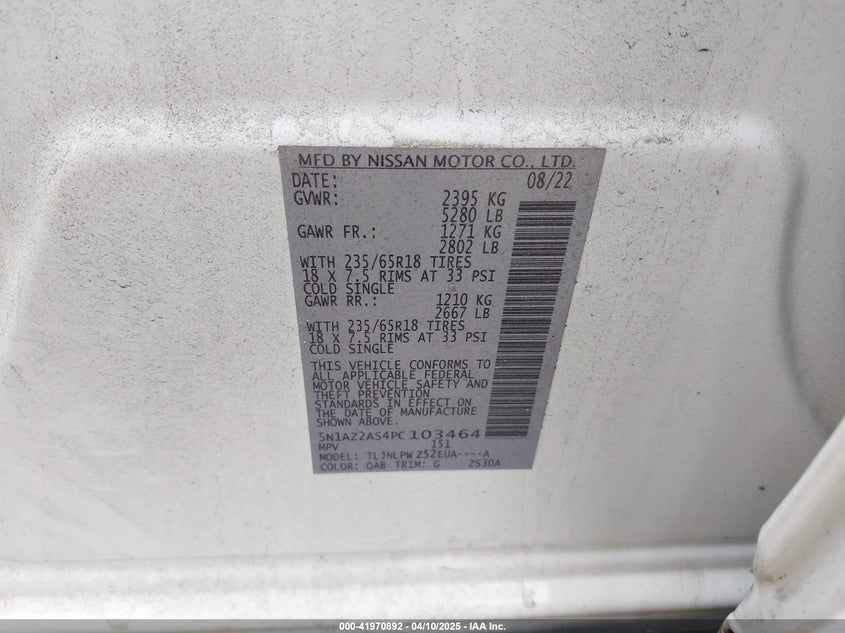 MFD BY NISSAN MOTOR CO., LTD.
DATE: 08/22
GVWR: 2395 KG
5280 LB
GAWR FR.: 1271 KG
2802 LB
WITH 235/65R18 TIRES
18 X 7.5 RIMS AT 33 PSI
COLD SINGLE
GAWR RR.: 1210 KG
2667 LB
WITH 235/65R18 TIRES
18 X 7.5 RIMS AT 33 PSI
COLD SINGLE
THIS VEHICLE CONFORMS TO
ALL APPLICABLE FEDERAL
MOTOR VEHICLE SAFETY AND
THEFT PREVENTION
STANDARDS IN EFFECT ON
THE DATE OF MANUFACTURE
SHOWN ABOVE.
5N1AZ2AS4PC103464
MPV 151
MODEL: TLJNLPW Z52EUA----A
COLOR: QAB TRIM: G ZS30A
000-41970892 - 04/10/2025 - IAA Inc.